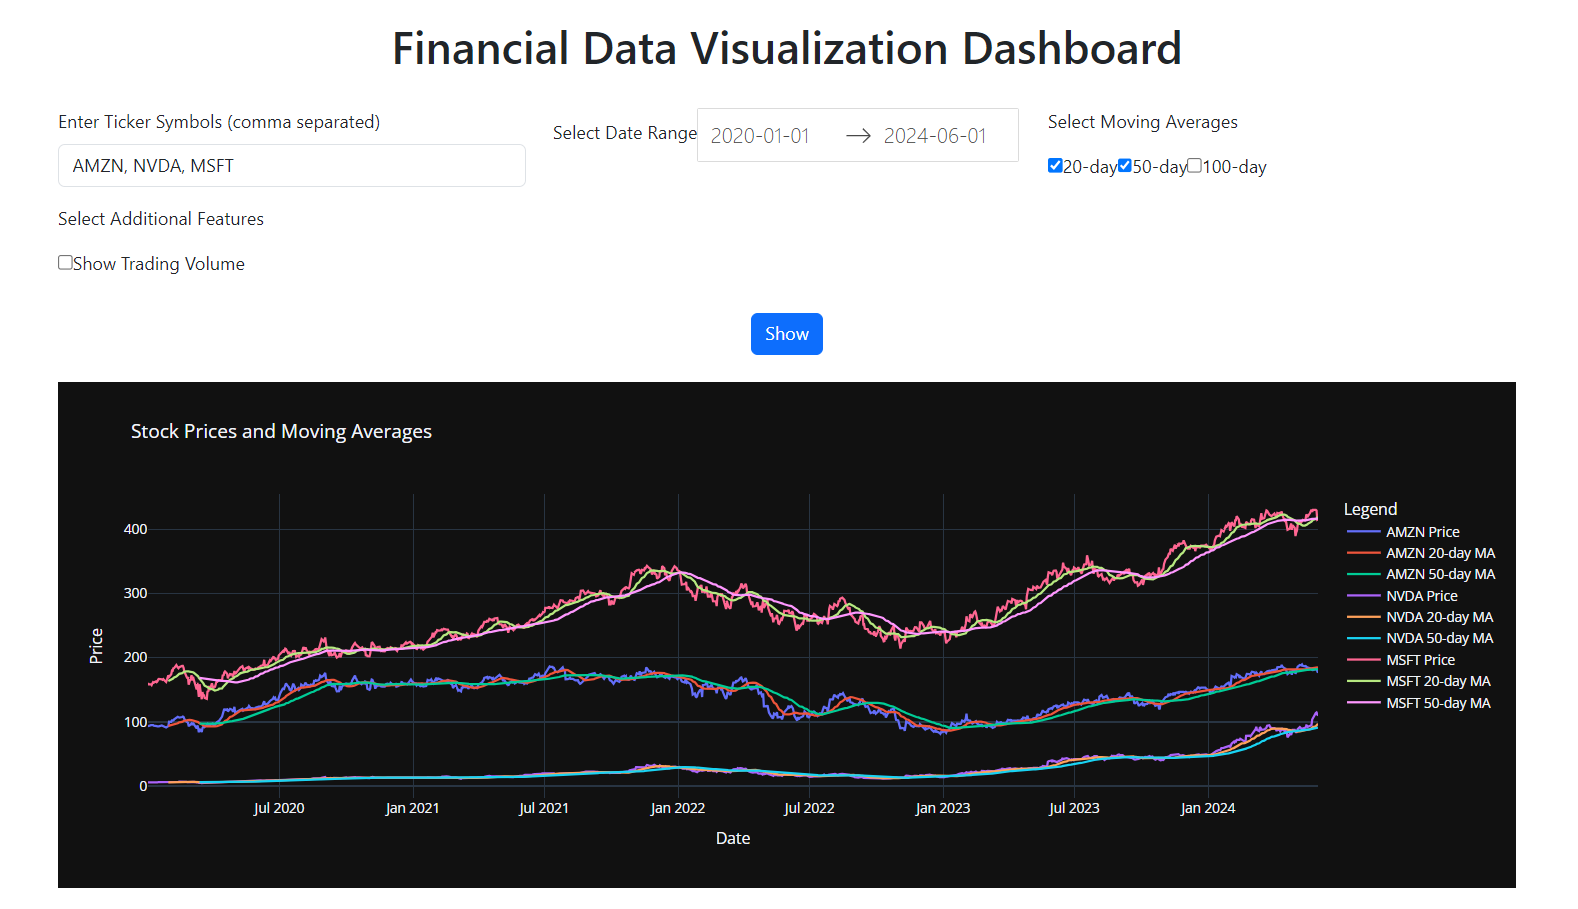 Financial Data Visualization Dashboard
Enter Ticker Symbols (comma separated)
AMZN, NVDA, MSFT
Select Date Range
2020-01-01 → 2024-06-01
Select Moving Averages
20-day 50-day 100-day
Select Additional Features
Show Trading Volume
Show
Stock Prices and Moving Averages
Price
400
300
200
100
0
Jul 2020 Jan 2021 Jul 2021 Jan 2022 Jul 2022 Jan 2023 Jul 2023 Jan 2024
Date
Legend
AMZN Price
AMZN 20-day MA
AMZN 50-day MA
NVDA Price
NVDA 20-day MA
NVDA 50-day MA
MSFT Price
MSFT 20-day MA
MSFT 50-day MA